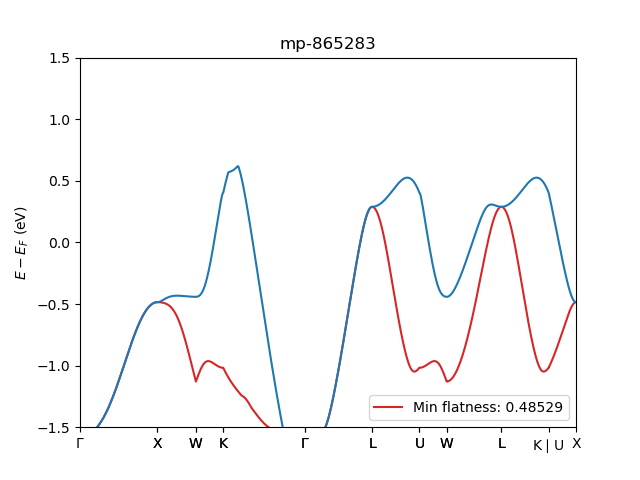 mp-865283
E − E_F (eV)
1.5
1.0
0.5
0.0
−0.5
−1.0
−1.5
Min flatness: 0.48529
Γ X W K Γ L U W L K | U X